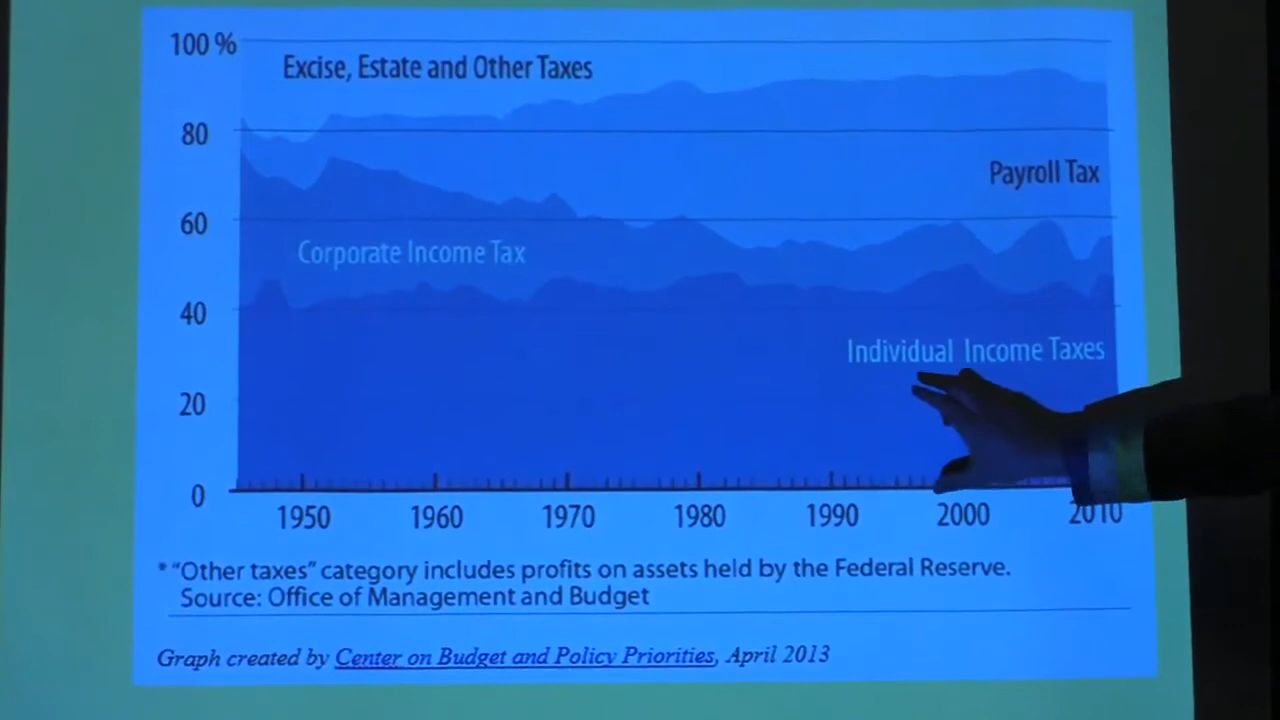 100 %
Excise, Estate and Other Taxes
80
Payroll Tax
60
Corporate Income Tax
40
Individual Income Taxes
20
0
1950 1960 1970 1980 1990 2000 2010
* "Other taxes" category includes profits on assets held by the Federal Reserve.
Source: Office of Management and Budget
Graph created by Center on Budget and Policy Priorities, April 2013